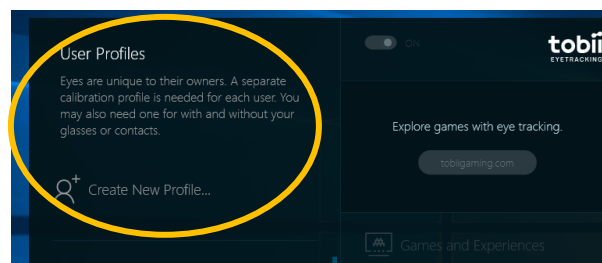 User Profiles
Eyes are unique to their owners. A separate
calibration profile is needed for each user. You
may also need one for with and without your
glasses or contacts.
Create New Profile...
ON
tobii
EYETRACKING
Explore games with eye tracking.
tobiigaming.com
Games and Experiences